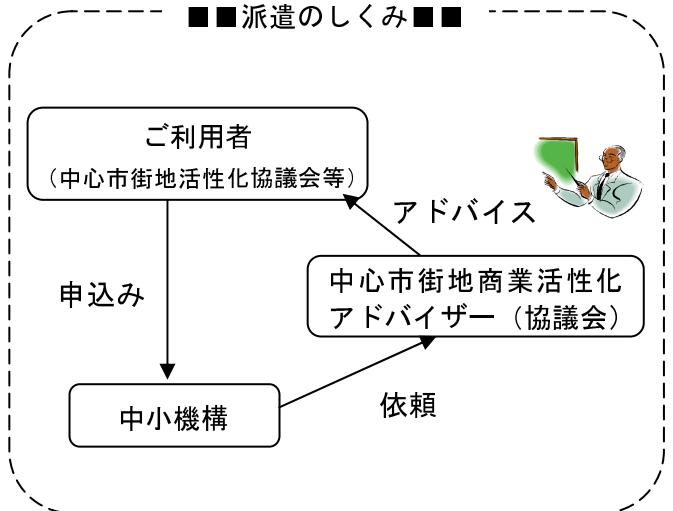 ■■派遣のしくみ■■
ご利用者
（中心市街地活性化協議会等）
アドバイス
中心市街地商業活性化
アドバイザー（協議会）
申込み
中小機構
依頼